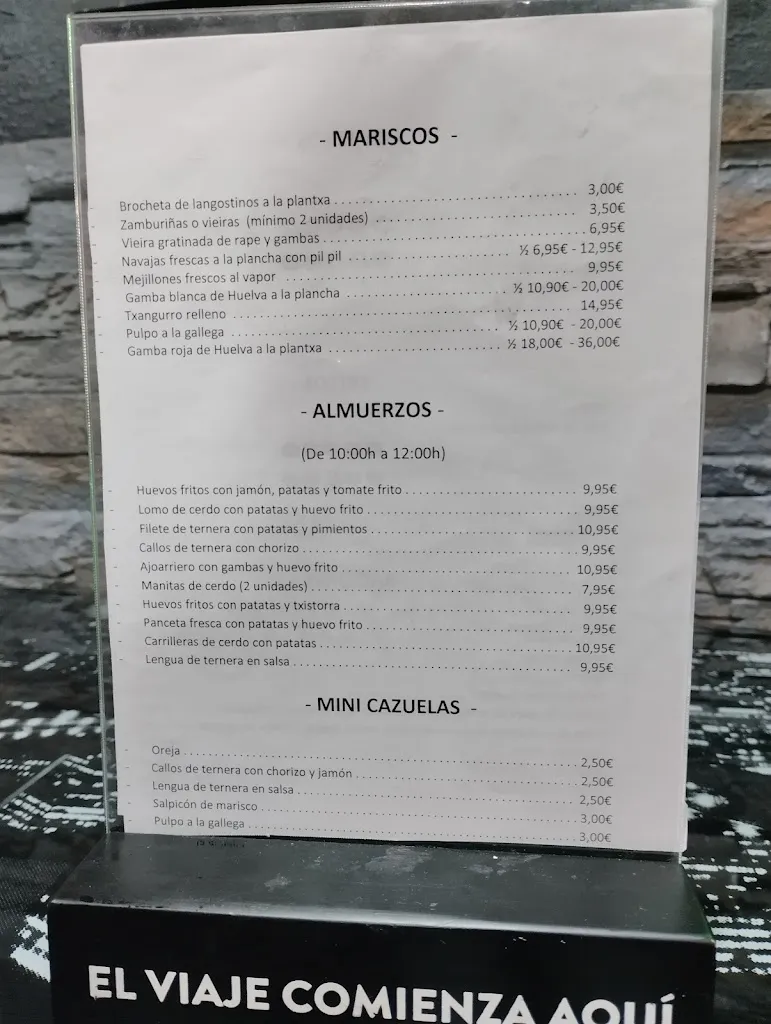 - MARISCOS -
- Brocheta de langostinos a la plantxa 3,00€
- Zamburiñas o vieiras (mínimo 2 unidades) 3,50€
- Vieira gratinada de rape y gambas 6,95€
- Navajas frescas a la plancha con pil pil ½ 6,95€ - 12,95€
- Mejillones frescos al vapor 9,95€
- Gamba blanca de Huelva a la plancha ½ 10,90€ - 20,00€
- Txangurro relleno 14,95€
- Pulpo a la gallega ½ 10,90€ - 20,00€
- Gamba roja de Huelva a la plantxa ½ 18,00€ - 36,00€
- ALMUERZOS -
(De 10:00h a 12:00h)
- Huevos fritos con jamón, patatas y tomate frito 9,95€
- Lomo de cerdo con patatas y huevo frito 9,95€
- Filete de ternera con patatas y pimientos 10,95€
- Callos de ternera con chorizo 9,95€
- Ajoarriero con gambas y huevo frito 10,95€
- Manitas de cerdo (2 unidades) 7,95€
- Huevos fritos con patatas y txistorra 9,95€
- Panceta fresca con patatas y huevo frito 9,95€
- Carrilleras de cerdo con patatas 10,95€
- Lengua de ternera en salsa 9,95€
- MINI CAZUELAS -
- Oreja 2,50€
- Callos de ternera con chorizo y jamón 2,50€
- Lengua de ternera en salsa 2,50€
- Salpicón de marisco 3,00€
- Pulpo a la gallega 3,00€
EL VIAJE COMIENZA AQUÍ